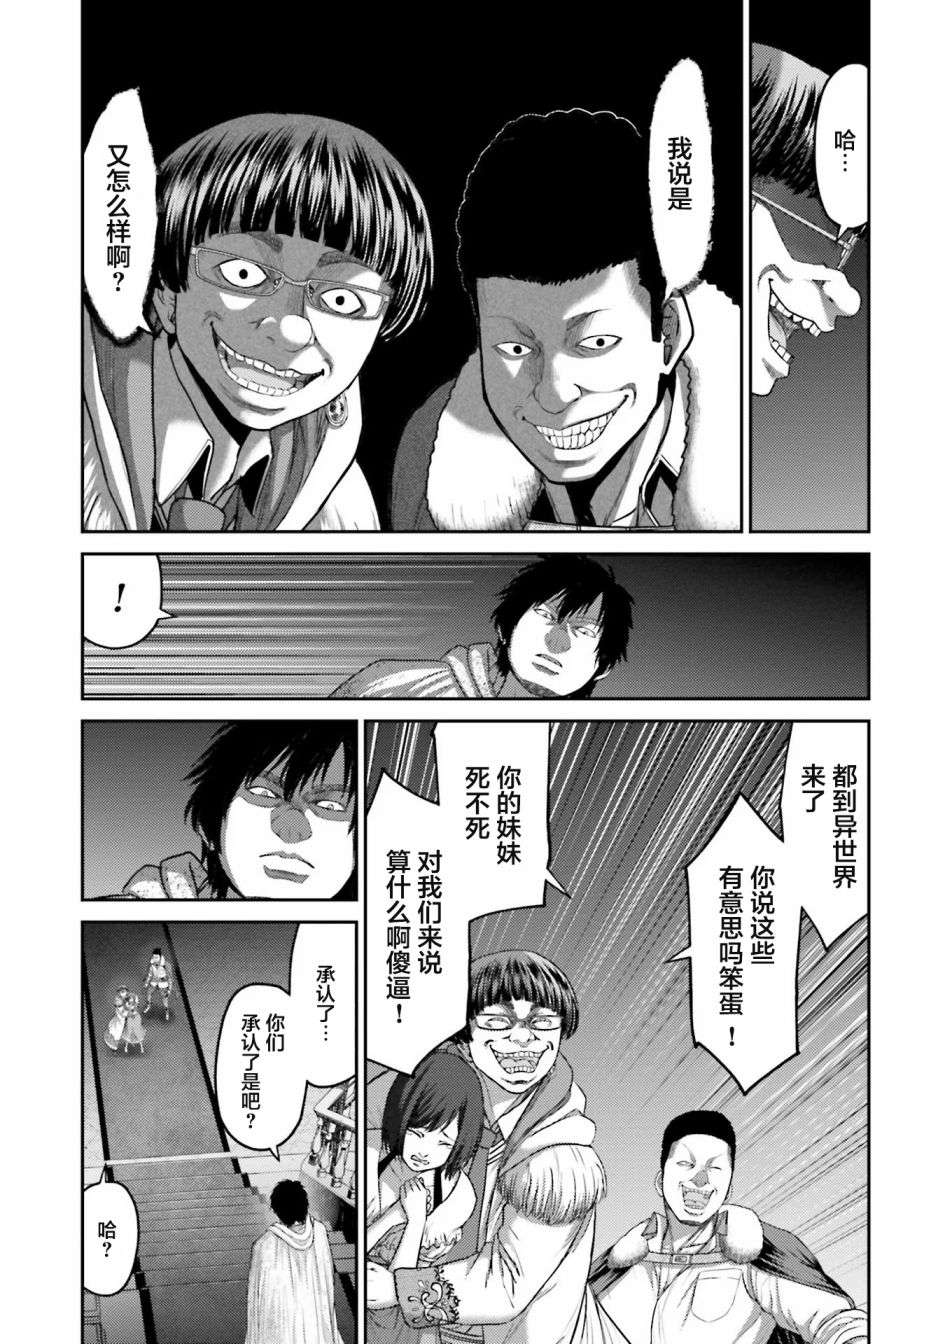 哈…
我说是
又怎么样啊？
！
都到异世界
来了
你说这些
有意思吗笨蛋！
你的妹妹
死不死
对我们来说
算什么啊傻逼！
承认了…
你们
承认了是吧？
哈？